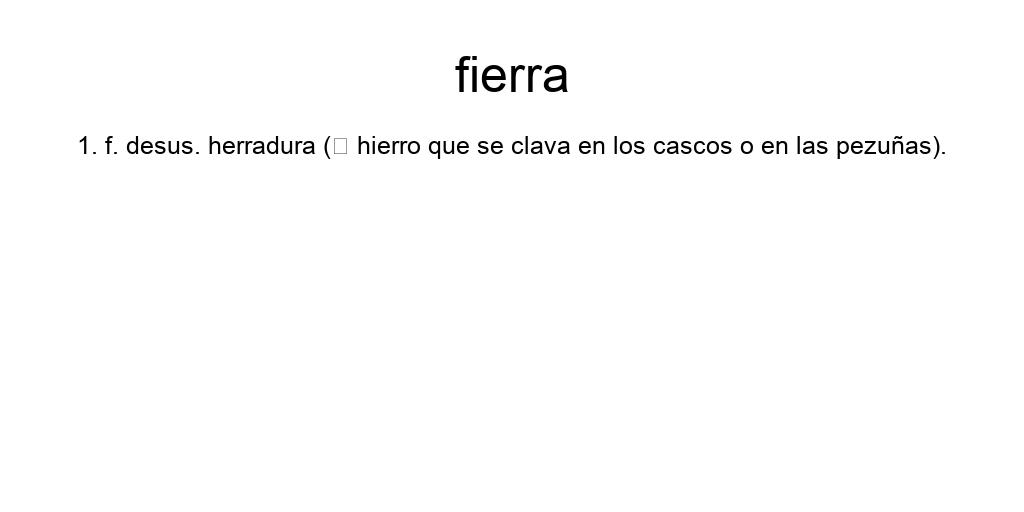 fierra
1. f. desus. herradura (□ hierro que se clava en los cascos o en las pezuñas).